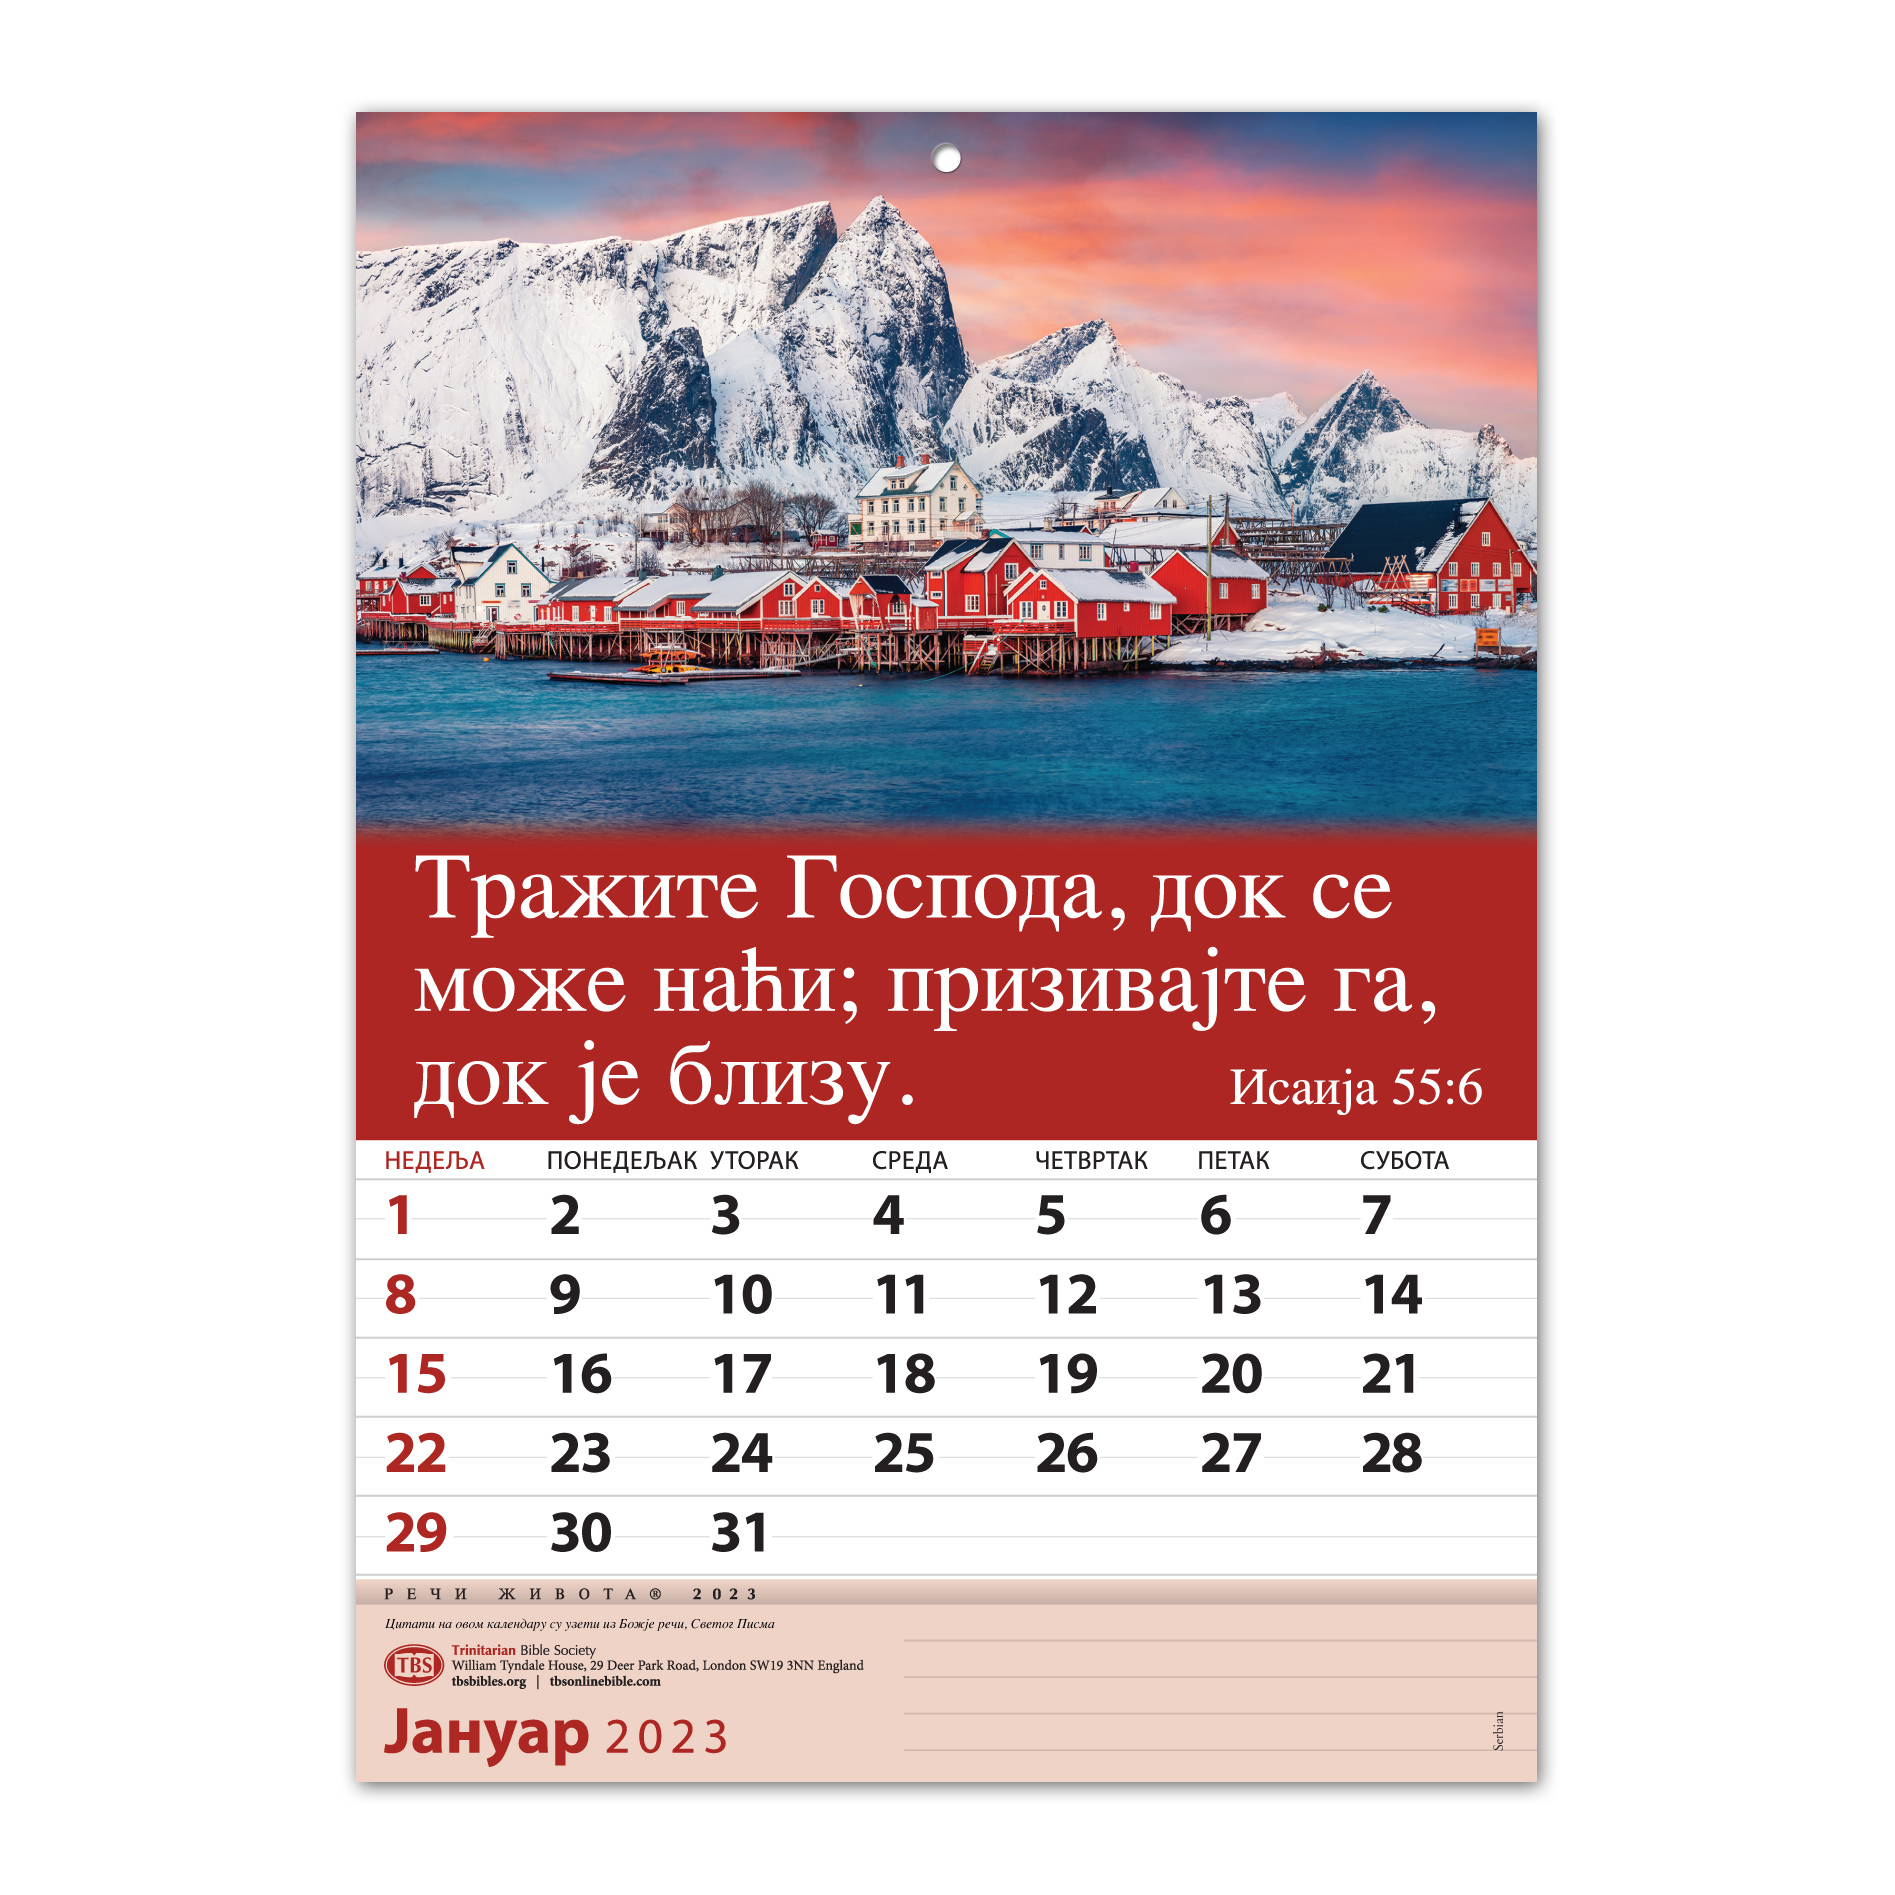 Тражите Господа, док се
може наћи; призивајте га,
док је близу.
Исаија 55:6
НЕДЕЉА ПОНЕДЕЉАК УТОРАК СРЕДА ЧЕТВРТАК ПЕТАК СУБОТА
1 2 3 4 5 6 7
8 9 10 11 12 13 14
15 16 17 18 19 20 21
22 23 24 25 26 27 28
29 30 31
РЕЧИ ЖИВОТА® 2023
Цитати на овом календару су узети из Божје речи, Светог Писма
TBS
Trinitarian Bible Society
William Tyndale House, 29 Deer Park Road, London SW19 3NN England
tbsbibles.org | tbsonlinebible.com
Јануар 2023
Serbian